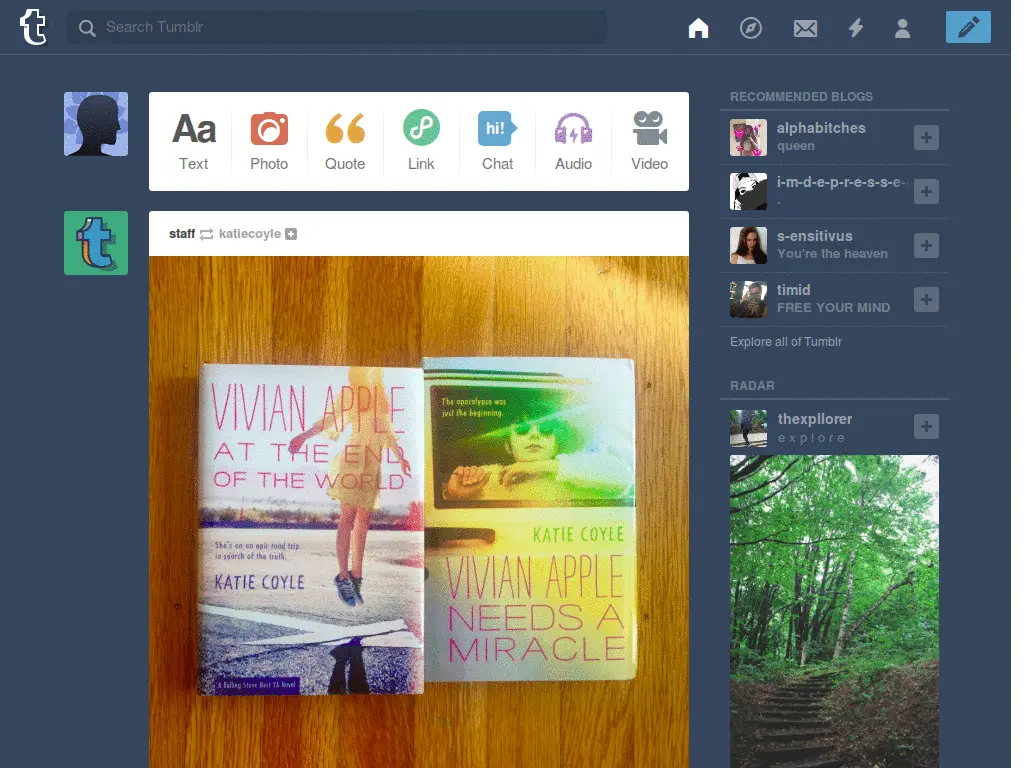 t
Search Tumblr
Aa
hi!
Text
Photo
Quote
Link
Chat
Audio
Video
staff katiecoyle
VIVIAN APPLE
AT THE END
OF THE WORLD
She's on an epic road trip
in search of the truth.
KATIE COYLE
A Rolling Stone Best YA Novel
The apocalypse was
just the beginning.
KATIE COYLE
VIVIAN APPLE
NEEDS A
MIRACLE
RECOMMENDED BLOGS
alphabitches
queen
i-m-d-e-p-r-e-s-s-e-
.
s-ensitivus
You're the heaven
timid
FREE YOUR MIND
Explore all of Tumblr
RADAR
thexpllorer
e x p l o r e